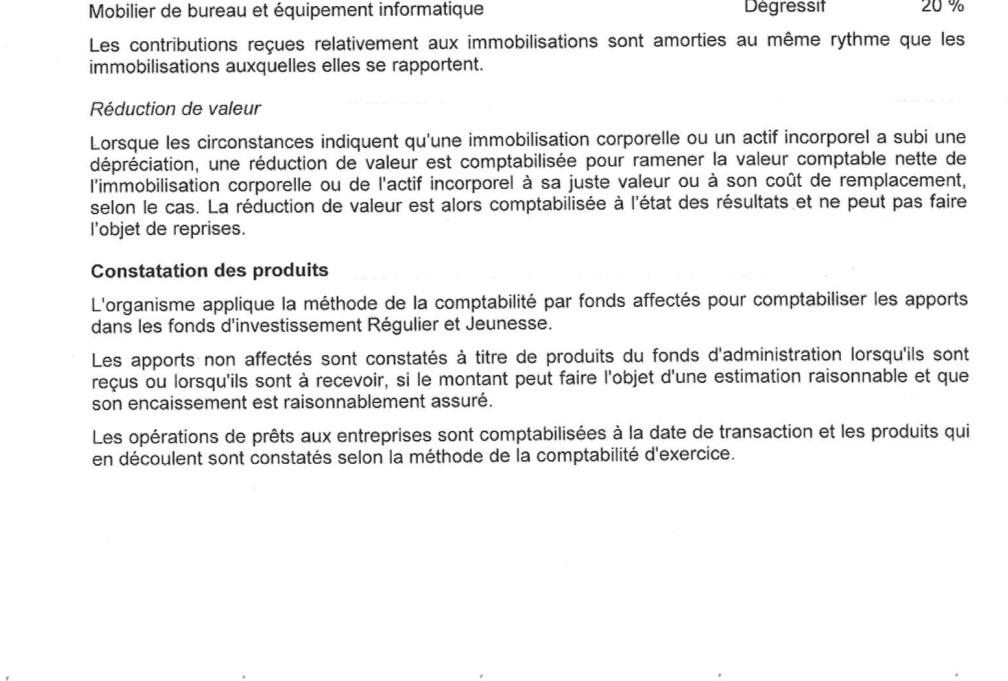 Mobilier de bureau et équipement informatique Dégressif 20 %
Les contributions reçues relativement aux immobilisations sont amorties au même rythme que les
immobilisations auxquelles elles se rapportent.
Réduction de valeur
Lorsque les circonstances indiquent qu'une immobilisation corporelle ou un actif incorporel a subi une
dépréciation, une réduction de valeur est comptabilisée pour ramener la valeur comptable nette de
l'immobilisation corporelle ou de l'actif incorporel à sa juste valeur ou à son coût de remplacement,
selon le cas. La réduction de valeur est alors comptabilisée à l'état des résultats et ne peut pas faire
l'objet de reprises.
Constatation des produits
L'organisme applique la méthode de la comptabilité par fonds affectés pour comptabiliser les apports
dans les fonds d'investissement Régulier et Jeunesse.
Les apports non affectés sont constatés à titre de produits du fonds d'administration lorsqu'ils sont
reçus ou lorsqu'ils sont à recevoir, si le montant peut faire l'objet d'une estimation raisonnable et que
son encaissement est raisonnablement assuré.
Les opérations de prêts aux entreprises sont comptabilisées à la date de transaction et les produits qui
en découlent sont constatés selon la méthode de la comptabilité d'exercice.